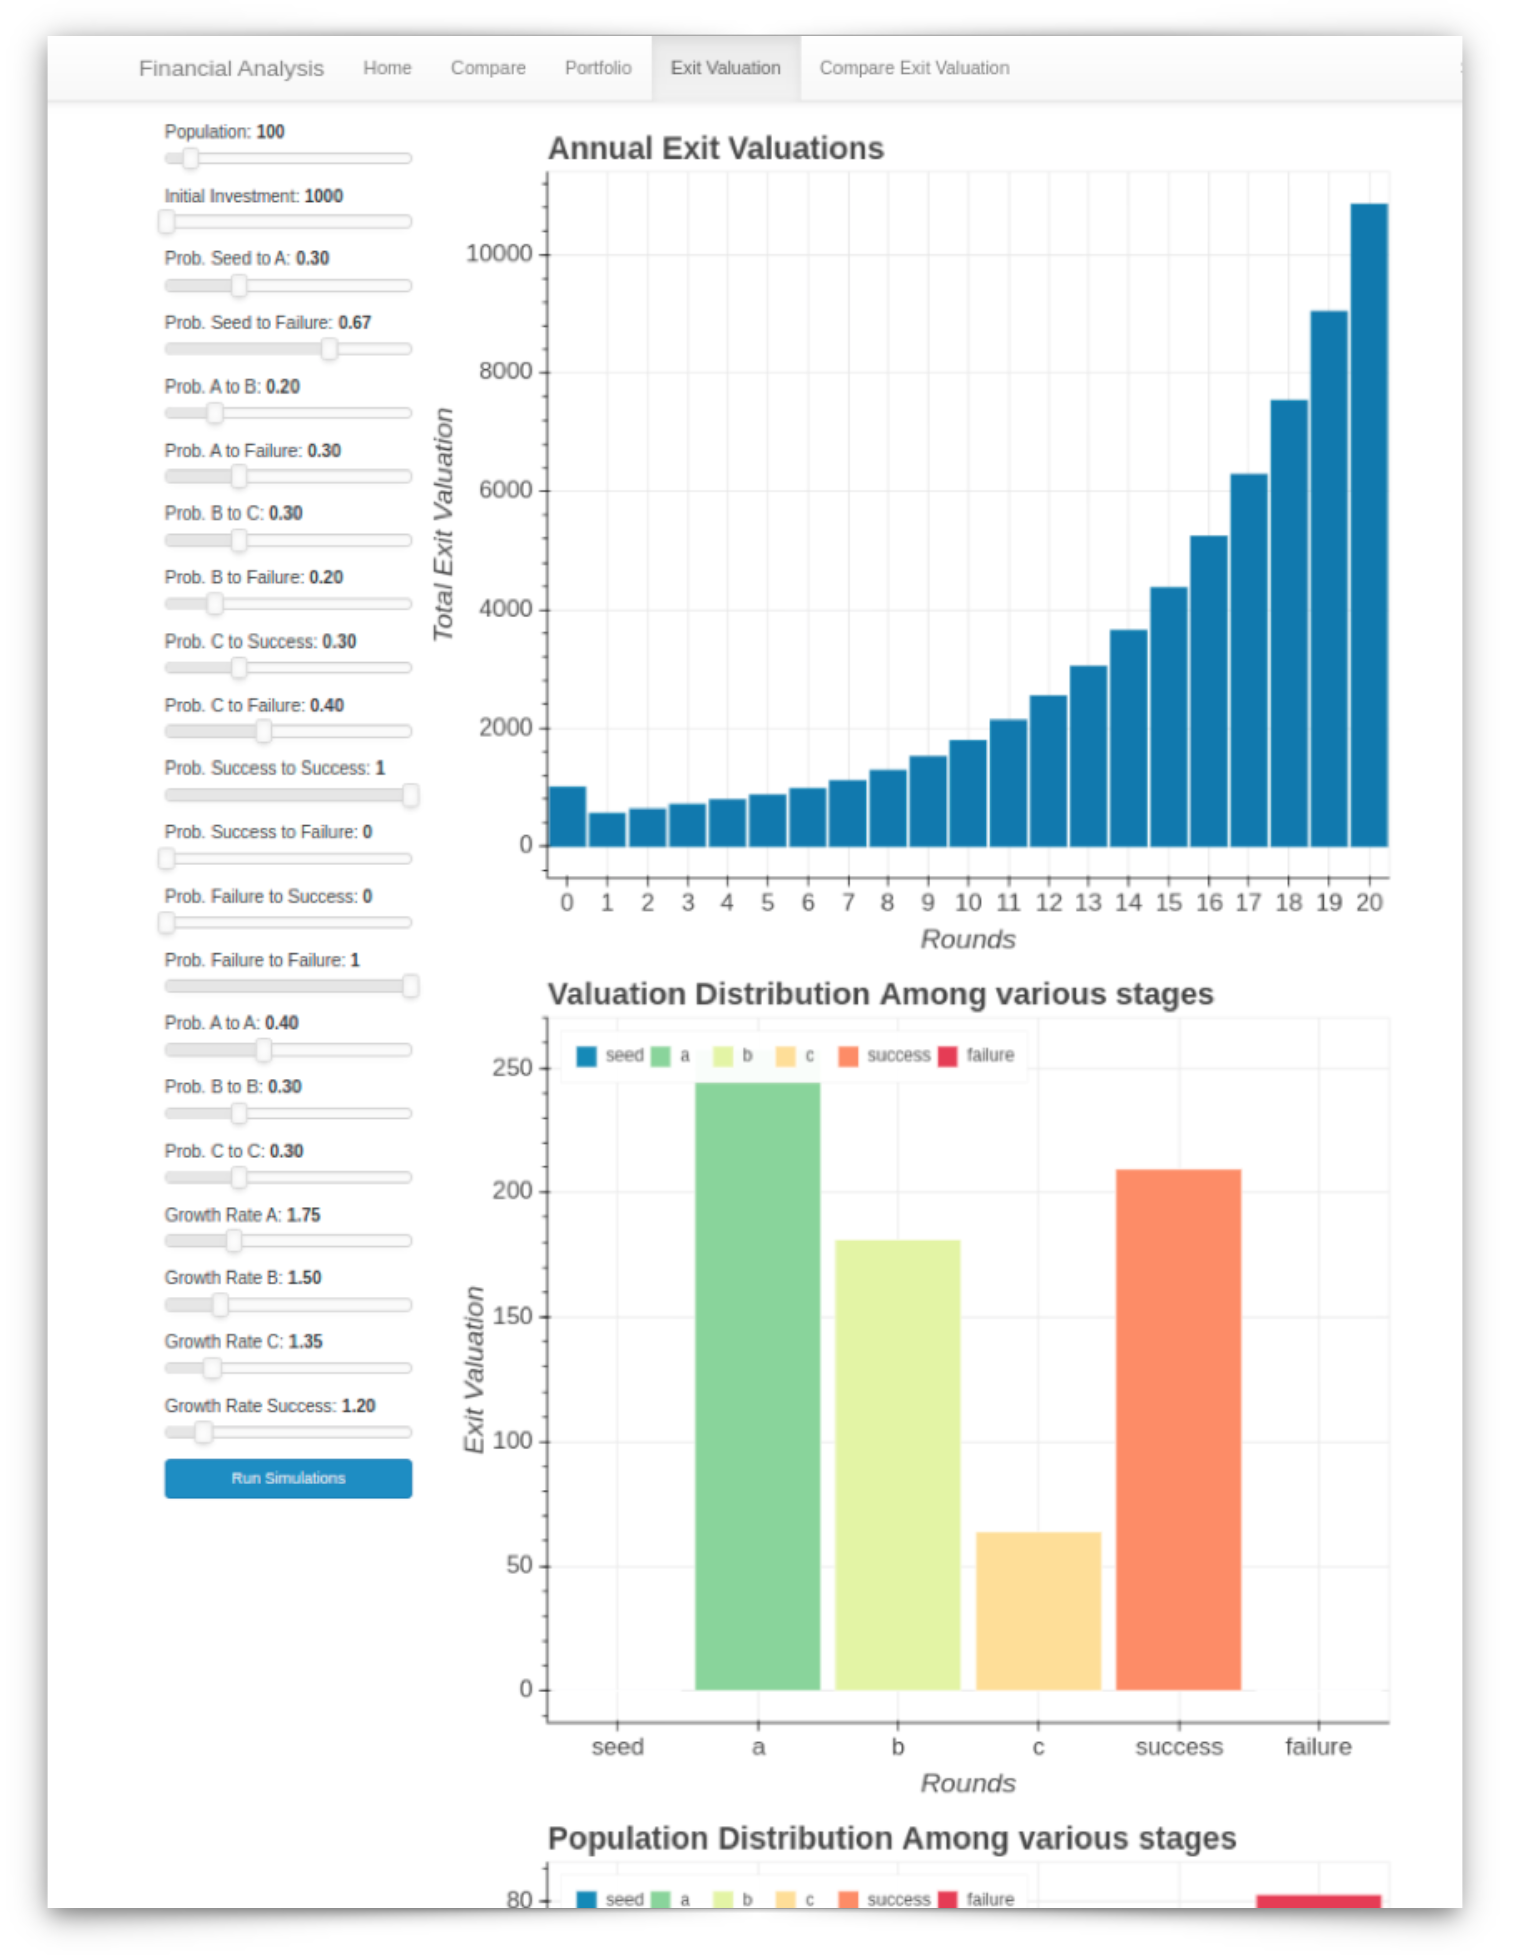 Financial Analysis Home Compare Portfolio Exit Valuation Compare Exit Valuation
Population: 100
Initial Investment: 1000
Prob. Seed to A: 0.30
Prob. Seed to Failure: 0.67
Prob. A to B: 0.20
Prob. A to Failure: 0.30
Prob. B to C: 0.30
Prob. B to Failure: 0.20
Prob. C to Success: 0.30
Prob. C to Failure: 0.40
Prob. Success to Success: 1
Prob. Success to Failure: 0
Prob. Failure to Success: 0
Prob. Failure to Failure: 1
Prob. A to A: 0.40
Prob. B to B: 0.30
Prob. C to C: 0.30
Growth Rate A: 1.75
Growth Rate B: 1.50
Growth Rate C: 1.35
Growth Rate Success: 1.20
Run Simulations
Annual Exit Valuations
Total Exit Valuation
10000
8000
6000
4000
2000
0
0 1 2 3 4 5 6 7 8 9 10 11 12 13 14 15 16 17 18 19 20
Rounds
Valuation Distribution Among various stages
seed a b c success failure
Exit Valuation
250
200
150
100
50
0
seed a b c success failure
Rounds
Population Distribution Among various stages
80
seed a b c success failure